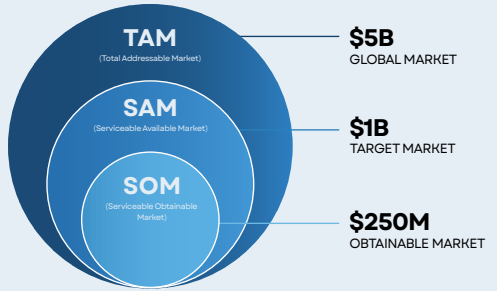 TAM
(Total Addressable Market)
$5B
GLOBAL MARKET
SAM
(Serviceable Available Market)
$1B
TARGET MARKET
SOM
(Serviceable Obtainable
Market)
$250M
OBTAINABLE MARKET